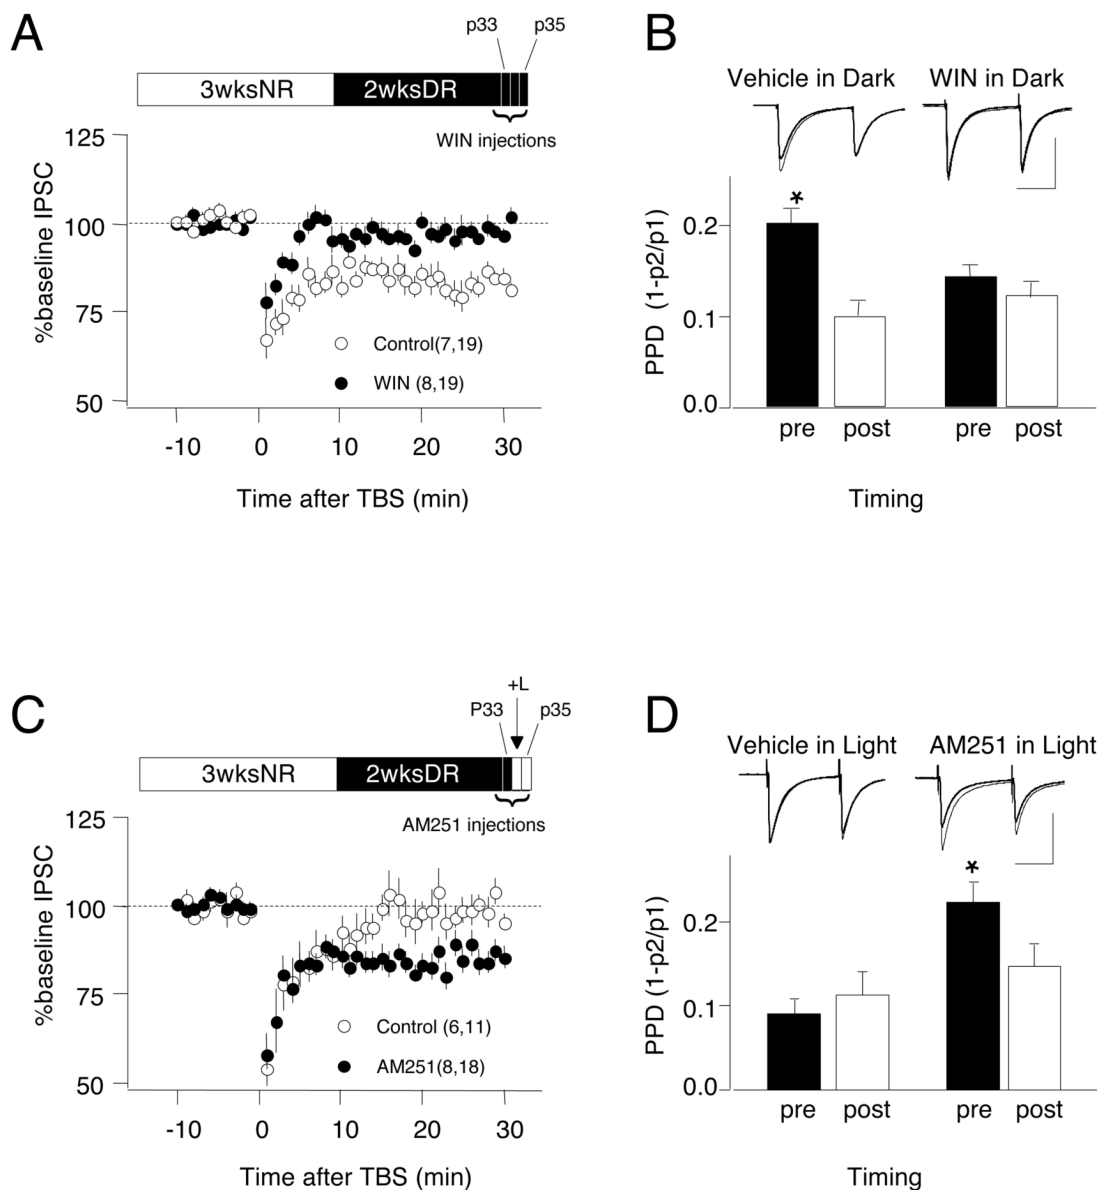 A
p33 p35
3wksNR 2wksDR
WIN injections
125
100
75
50
%baseline IPSC
Control(7,19)
WIN (8,19)
-10 0 10 20 30
Time after TBS (min)
B
Vehicle in Dark WIN in Dark
*
0.2
0.1
0.0
PPD (1-p2/p1)
pre post pre post
Timing
C
+L
P33 p35
3wksNR 2wksDR
AM251 injections
125
100
75
50
%baseline IPSC
Control (6,11)
AM251(8,18)
-10 0 10 20 30
Time after TBS (min)
D
Vehicle in Light AM251 in Light
*
0.2
0.1
0.0
PPD (1-p2/p1)
pre post pre post
Timing